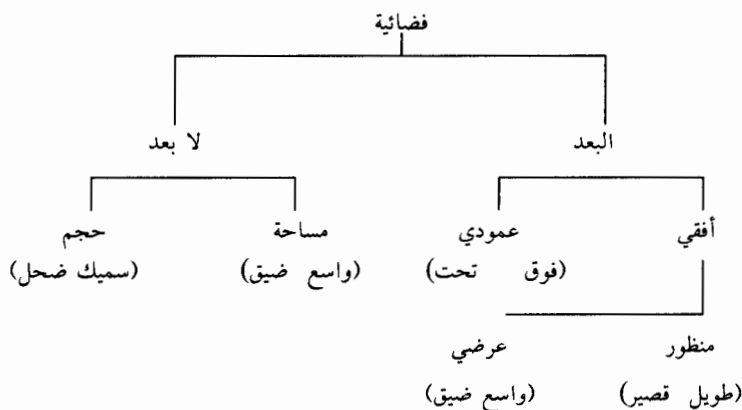 فضائية
البعد لا بعد
أفقي عمودي مساحة حجم
(فوق تحت) (واسع ضيق) (سميك ضحل)
منظور عرضي
(طويل قصير) (واسع ضيق)